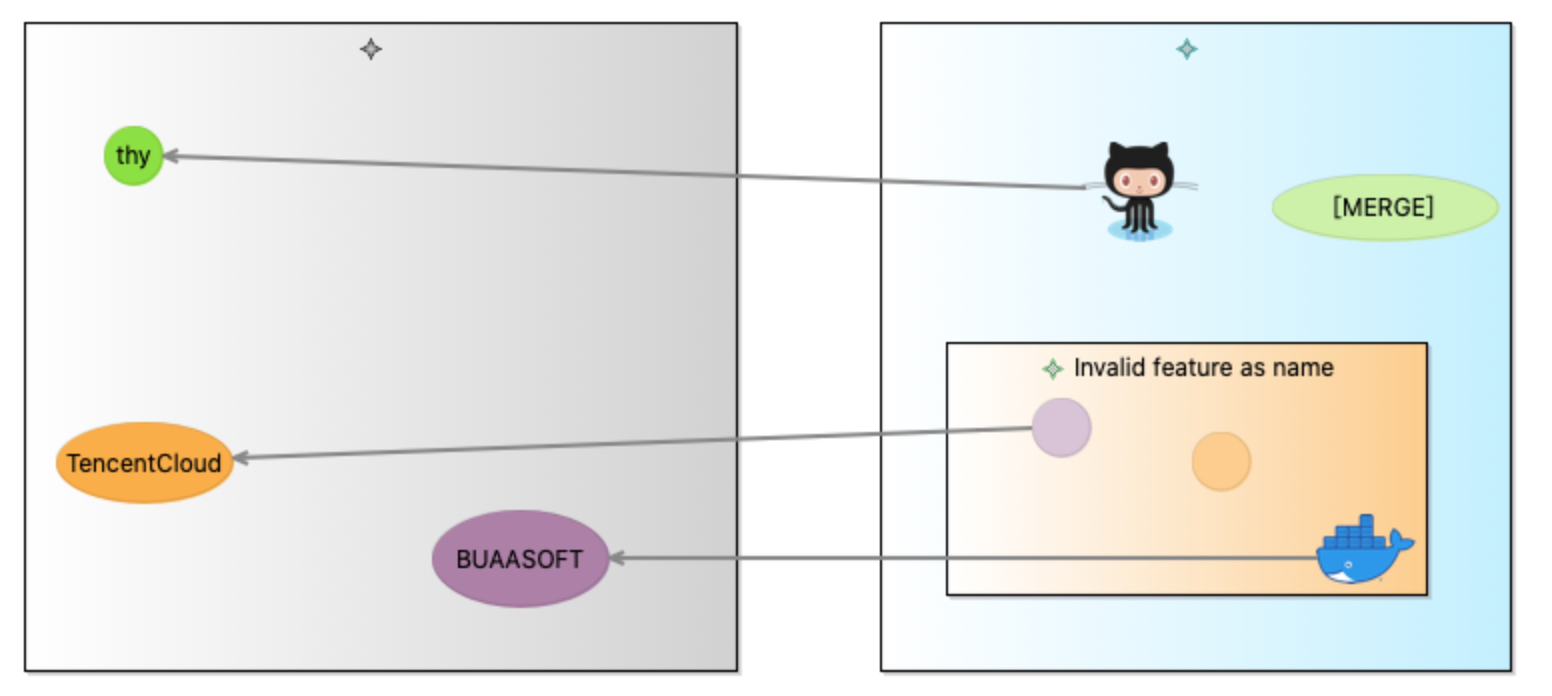 thy
[MERGE]
Invalid feature as name
TencentCloud
BUAASOFT